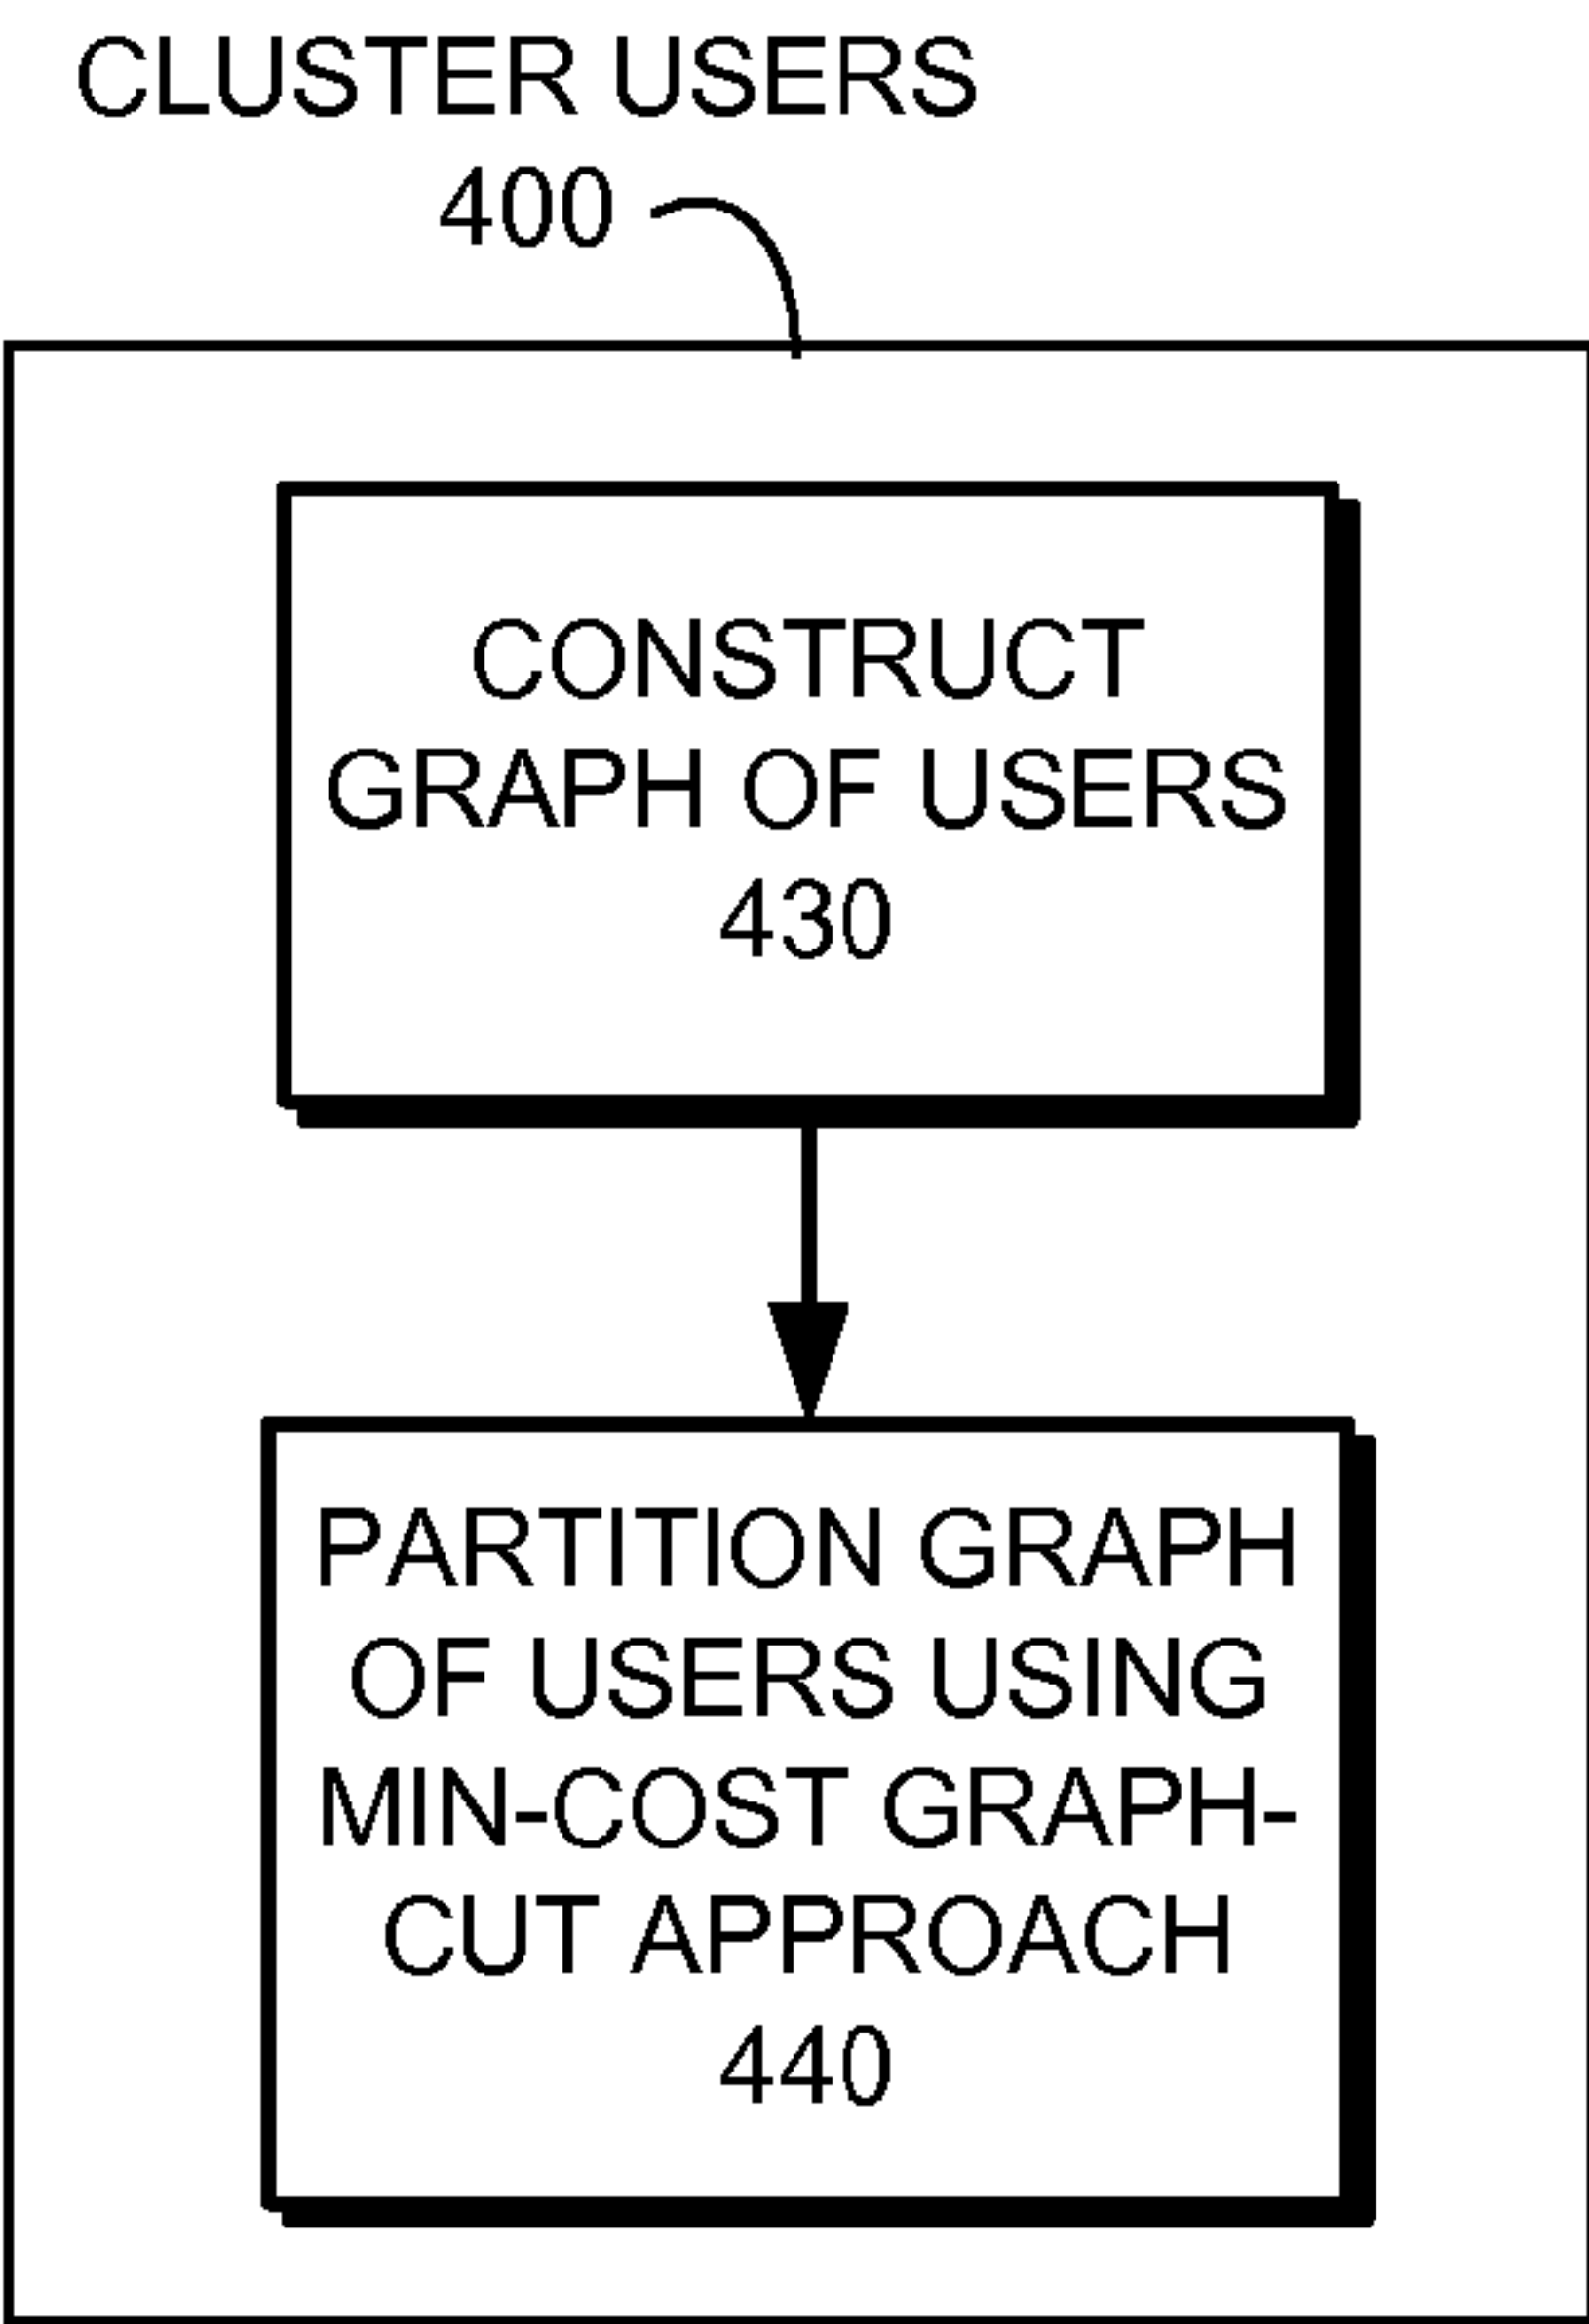 CLUSTER USERS
400
CONSTRUCT
GRAPH OF USERS
430
PARTITION GRAPH
OF USERS USING
MIN-COST GRAPH-
CUT APPROACH
440